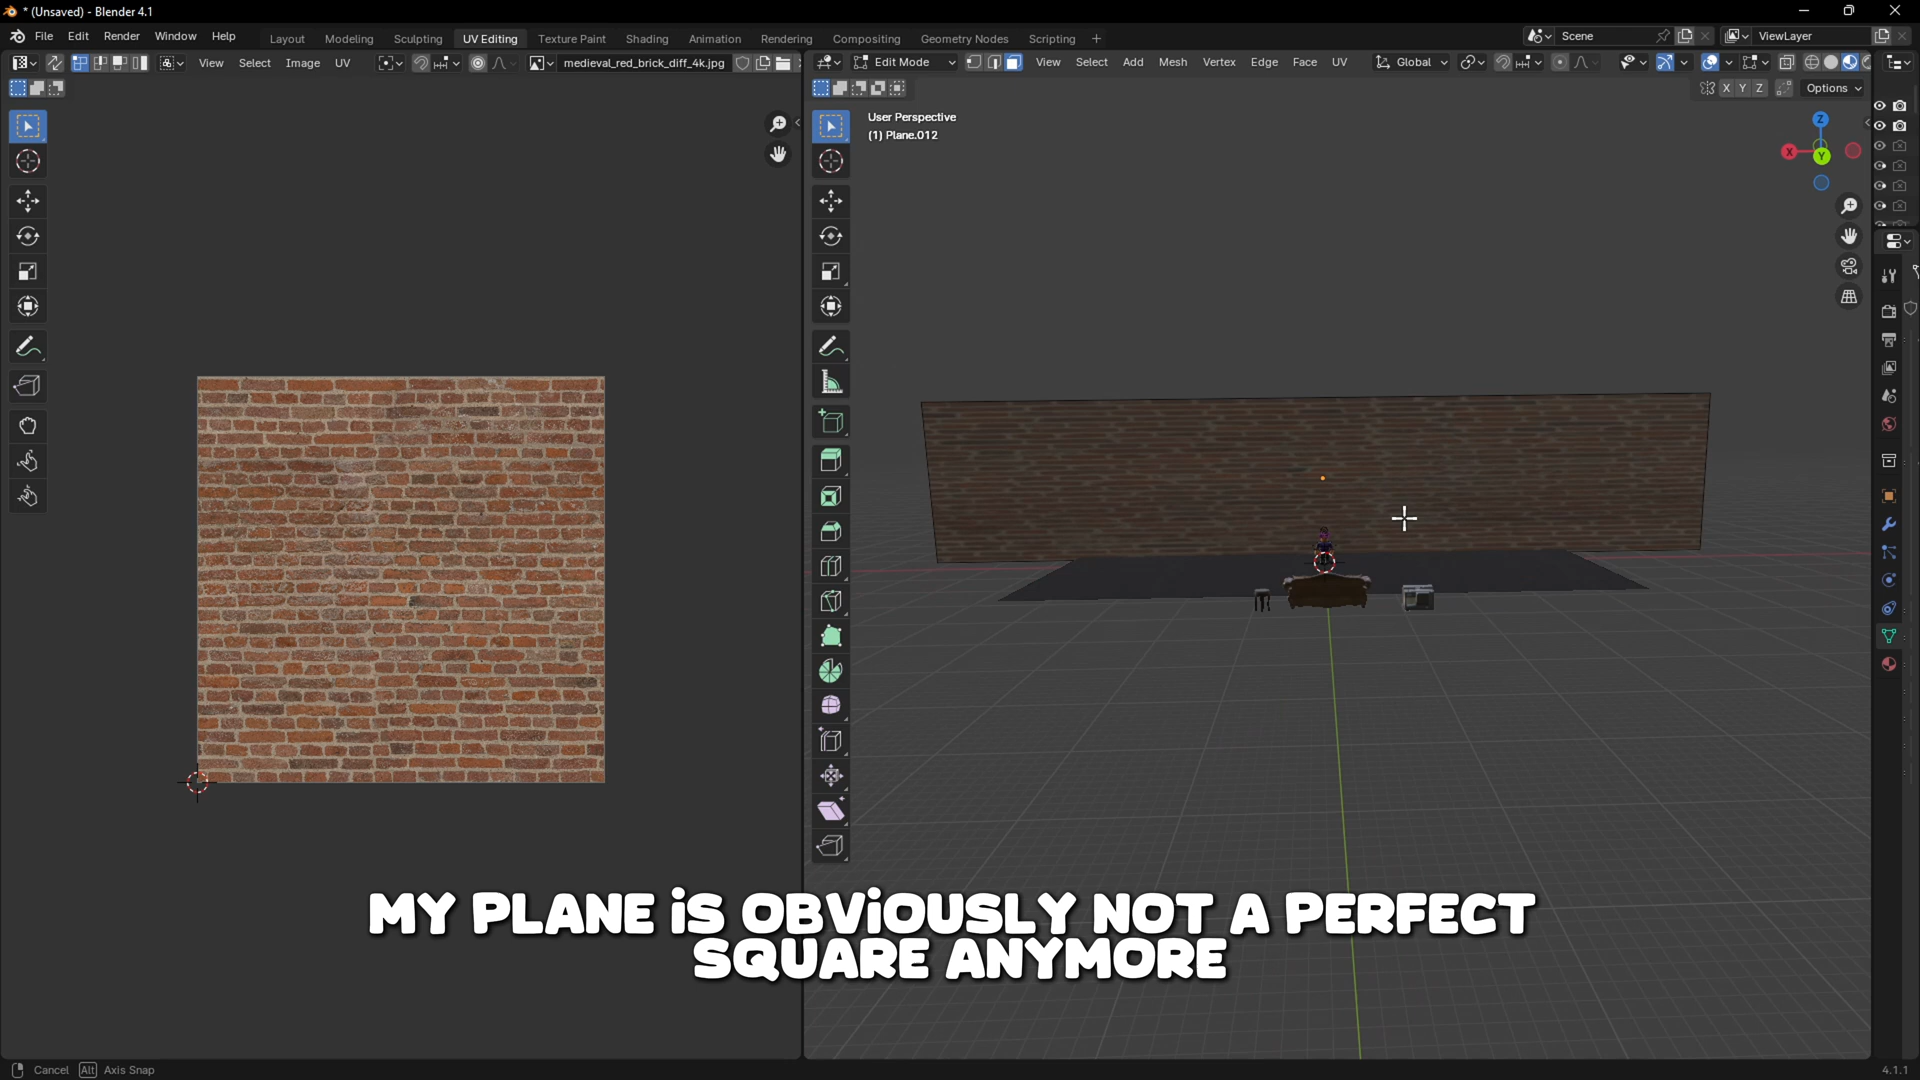 * (Unsaved) - Blender 4.1
File Edit Render Window Help
Layout Modeling Sculpting UV Editing Texture Paint Shading Animation Rendering Compositing Geometry Nodes Scripting +
Scene ViewLayer
View Select Image UV medieval_red_brick_diff_4k.jpg
Edit Mode View Select Add Mesh Vertex Edge Face UV Global
X Y Z Options
User Perspective
(1) Plane.012
Z
X Y
MY PLANE iS OBViOUSLY NOT A PERFECT
SQUARE ANYMORE
Cancel Alt Axis Snap
4.1.1